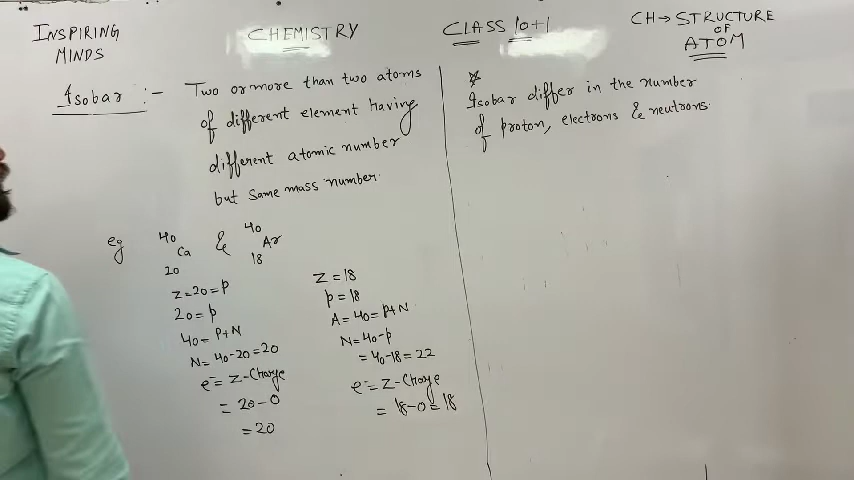 INSPIRING
MINDS
CHEMISTRY
CLASS 10+1
CH→ STRUCTURE
OF
ATOM
Isobar :- Two or more than two atoms
of different element Having
different atomic number
but same mass number.
eg 40 Ca 20 & 40 Ar 18
Z=20=p
20=p
40=P+N
N=40-20=20
e⁻=Z-Charge
= 20-0
=20
Z=18
p=18
A=40=p+N
N=40-p
=40-18=22
e⁻=Z-Charge
= 18-0=18
☆
Isobar differ in the number
of proton, electrons & neutrons.